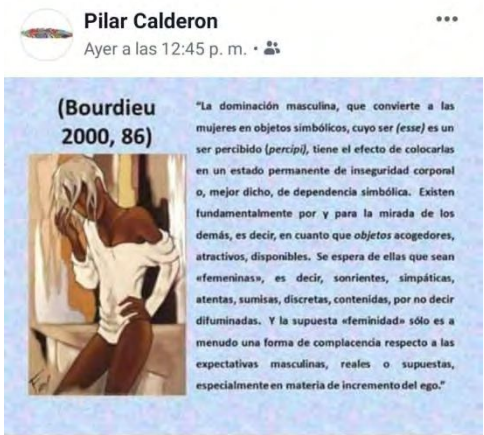 Pilar Calderon
Ayer a las 12:45 p. m. ·
(Bourdieu
2000, 86)
"La dominación masculina, que convierte a las
mujeres en objetos simbólicos, cuyo ser (esse) es un
ser percibido (percipi), tiene el efecto de colocarlas
en un estado permanente de inseguridad corporal
o, mejor dicho, de dependencia simbólica. Existen
fundamentalmente por y para la mirada de los
demás, es decir, en cuanto que objetos acogedores,
atractivos, disponibles. Se espera de ellas que sean
«femeninas», es decir, sonrientes, simpáticas,
atentas, sumisas, discretas, contenidas, por no decir
difuminadas. Y la supuesta «feminidad» sólo es a
menudo una forma de complacencia respecto a las
expectativas masculinas, reales o supuestas,
especialmente en materia de incremento del ego."